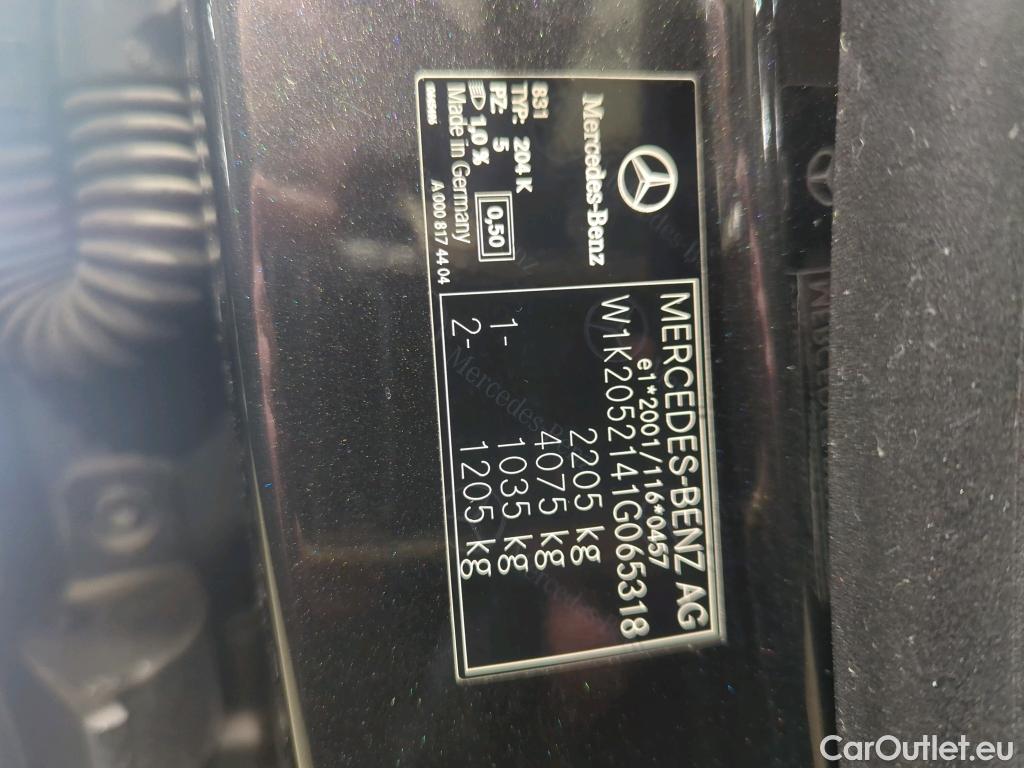 MERCEDES-BENZ AG
e1*2001/116*0457
W1K2052141G065318
2205 kg
4075 kg
1- 1035 kg
2- 1205 kg
Mercedes-Benz
831
TYP: 204 K
PZ: 5
1,0 %
0,50
Made in Germany
A 000 817 44 04
CarOutlet.eu